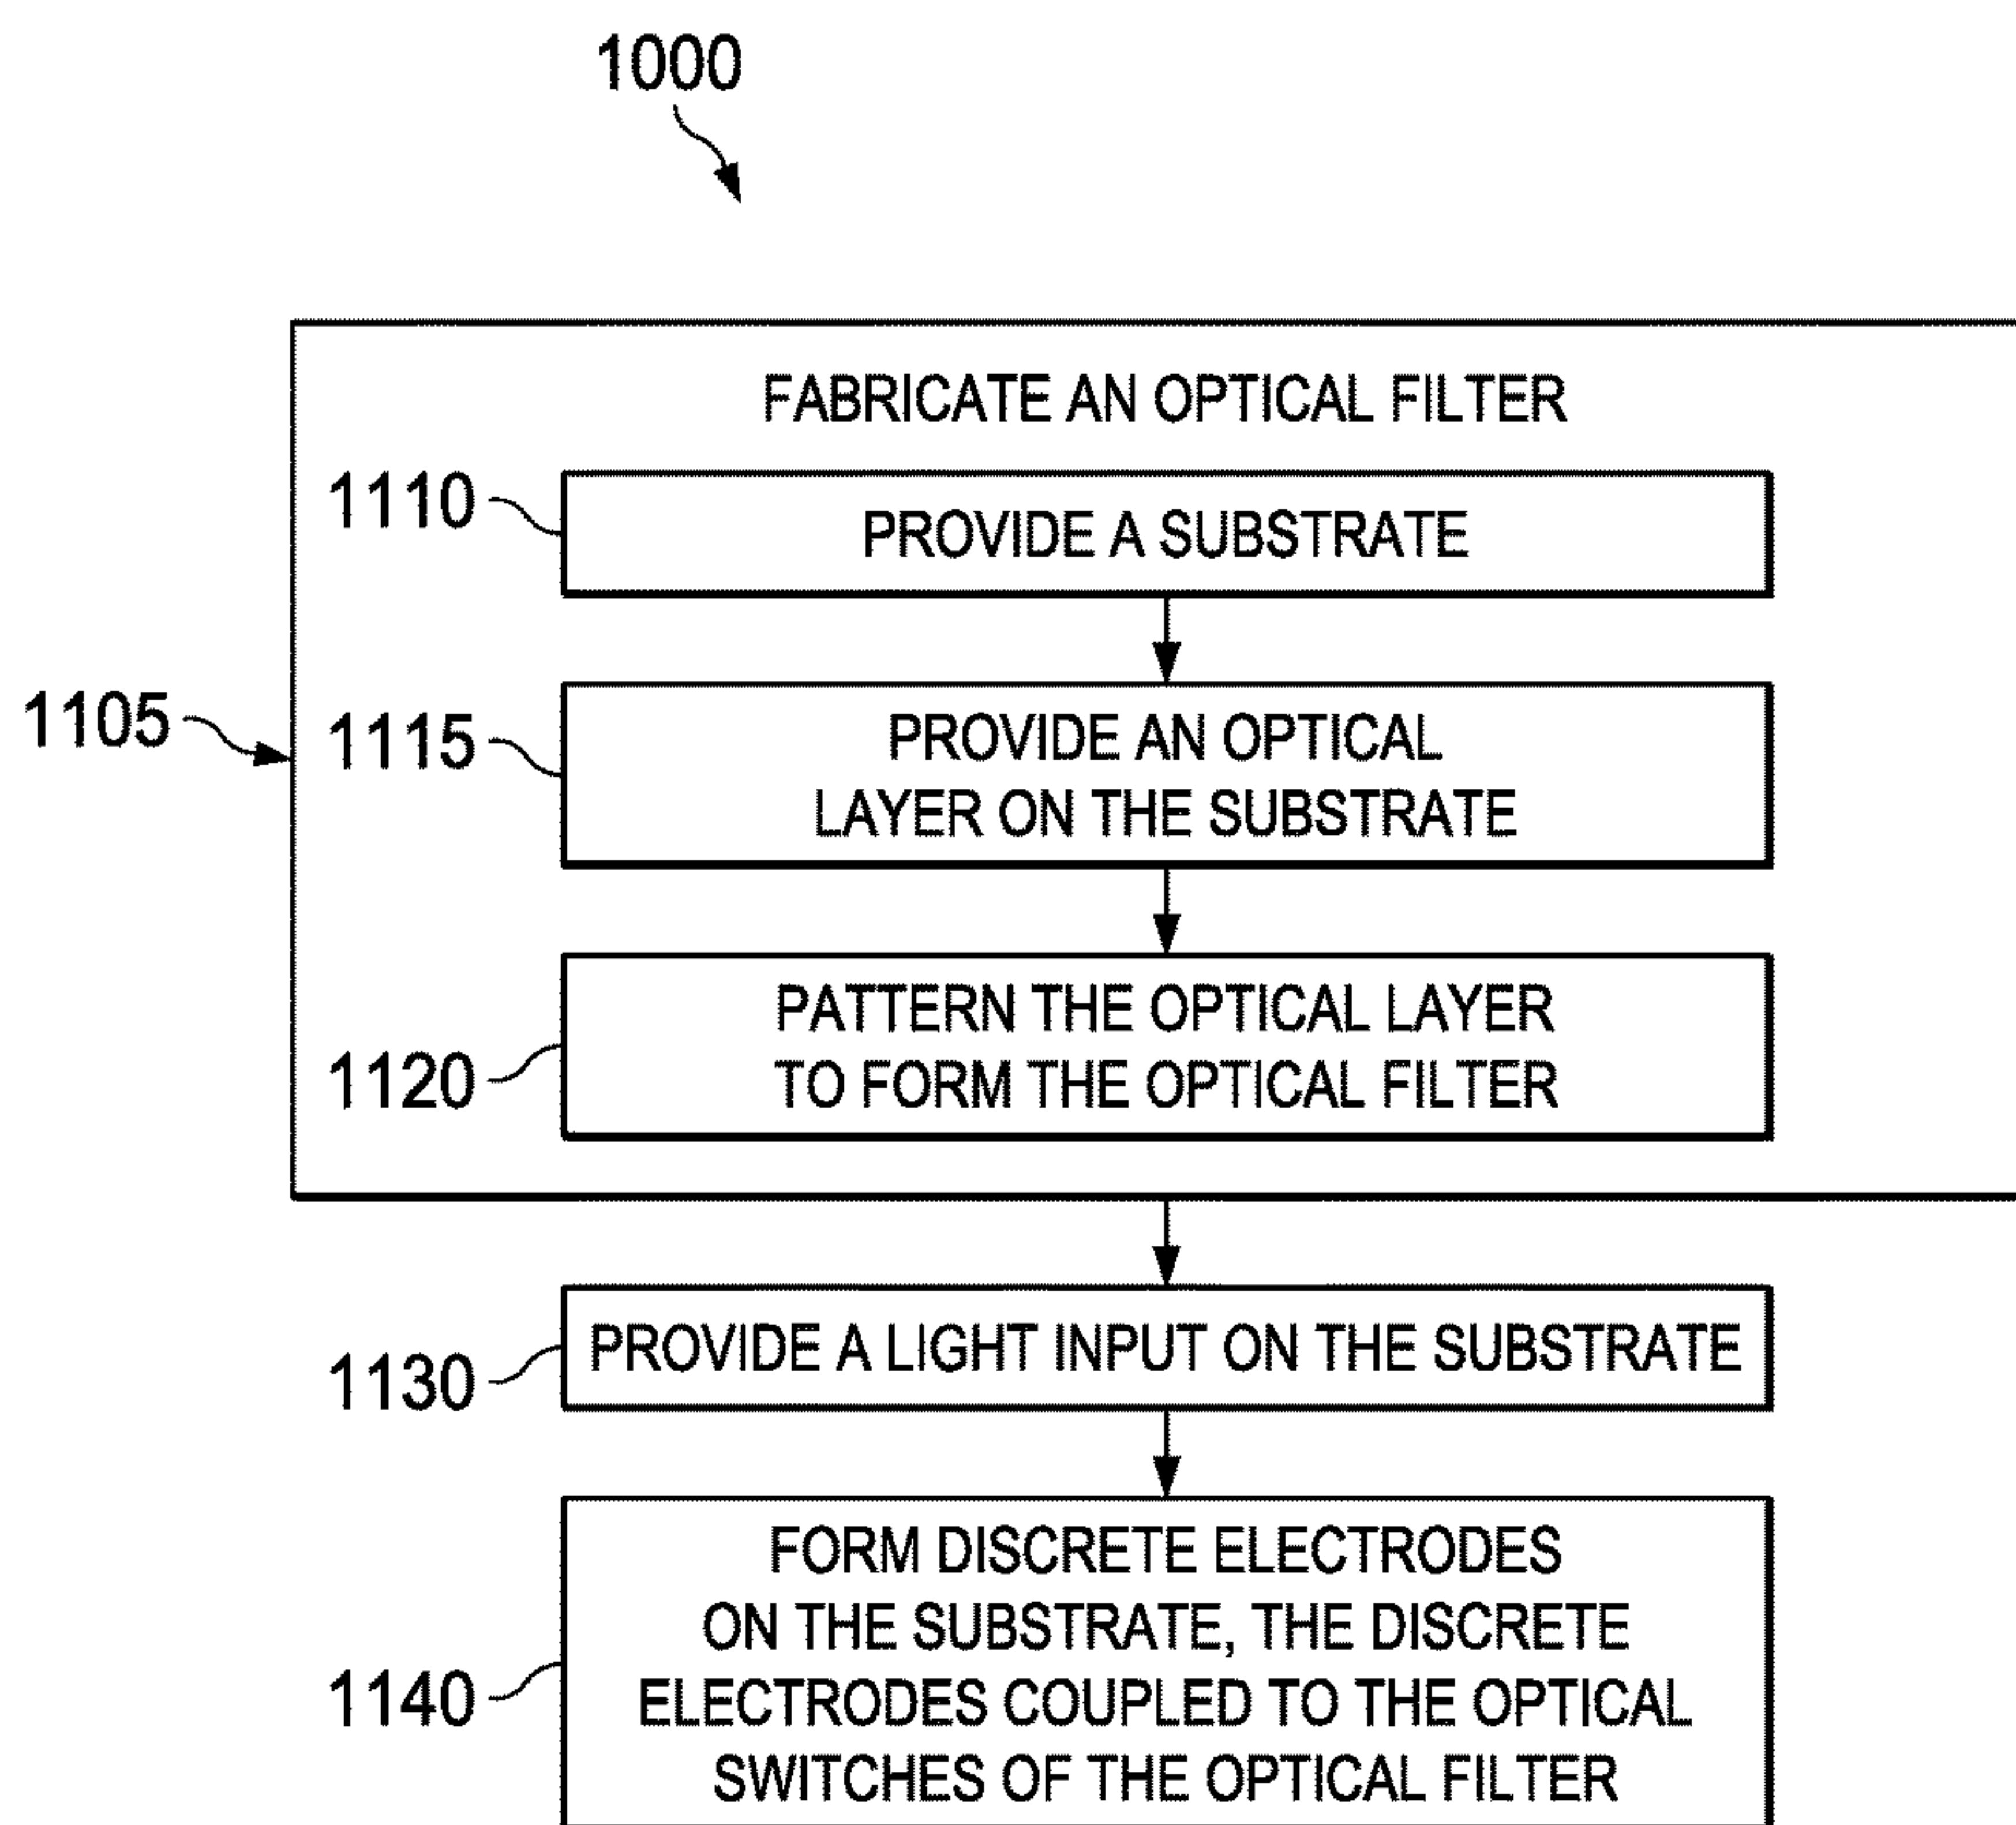 1000
FABRICATE AN OPTICAL FILTER
1110
PROVIDE A SUBSTRATE
1105
1115
PROVIDE AN OPTICAL
LAYER ON THE SUBSTRATE
PATTERN THE OPTICAL LAYER
TO FORM THE OPTICAL FILTER
1120
PROVIDE A LIGHT INPUT ON THE SUBSTRATE
1130
FORM DISCRETE ELECTRODES
ON THE SUBSTRATE, THE DISCRETE
ELECTRODES COUPLED TO THE OPTICAL
SWITCHES OF THE OPTICAL FILTER
1140